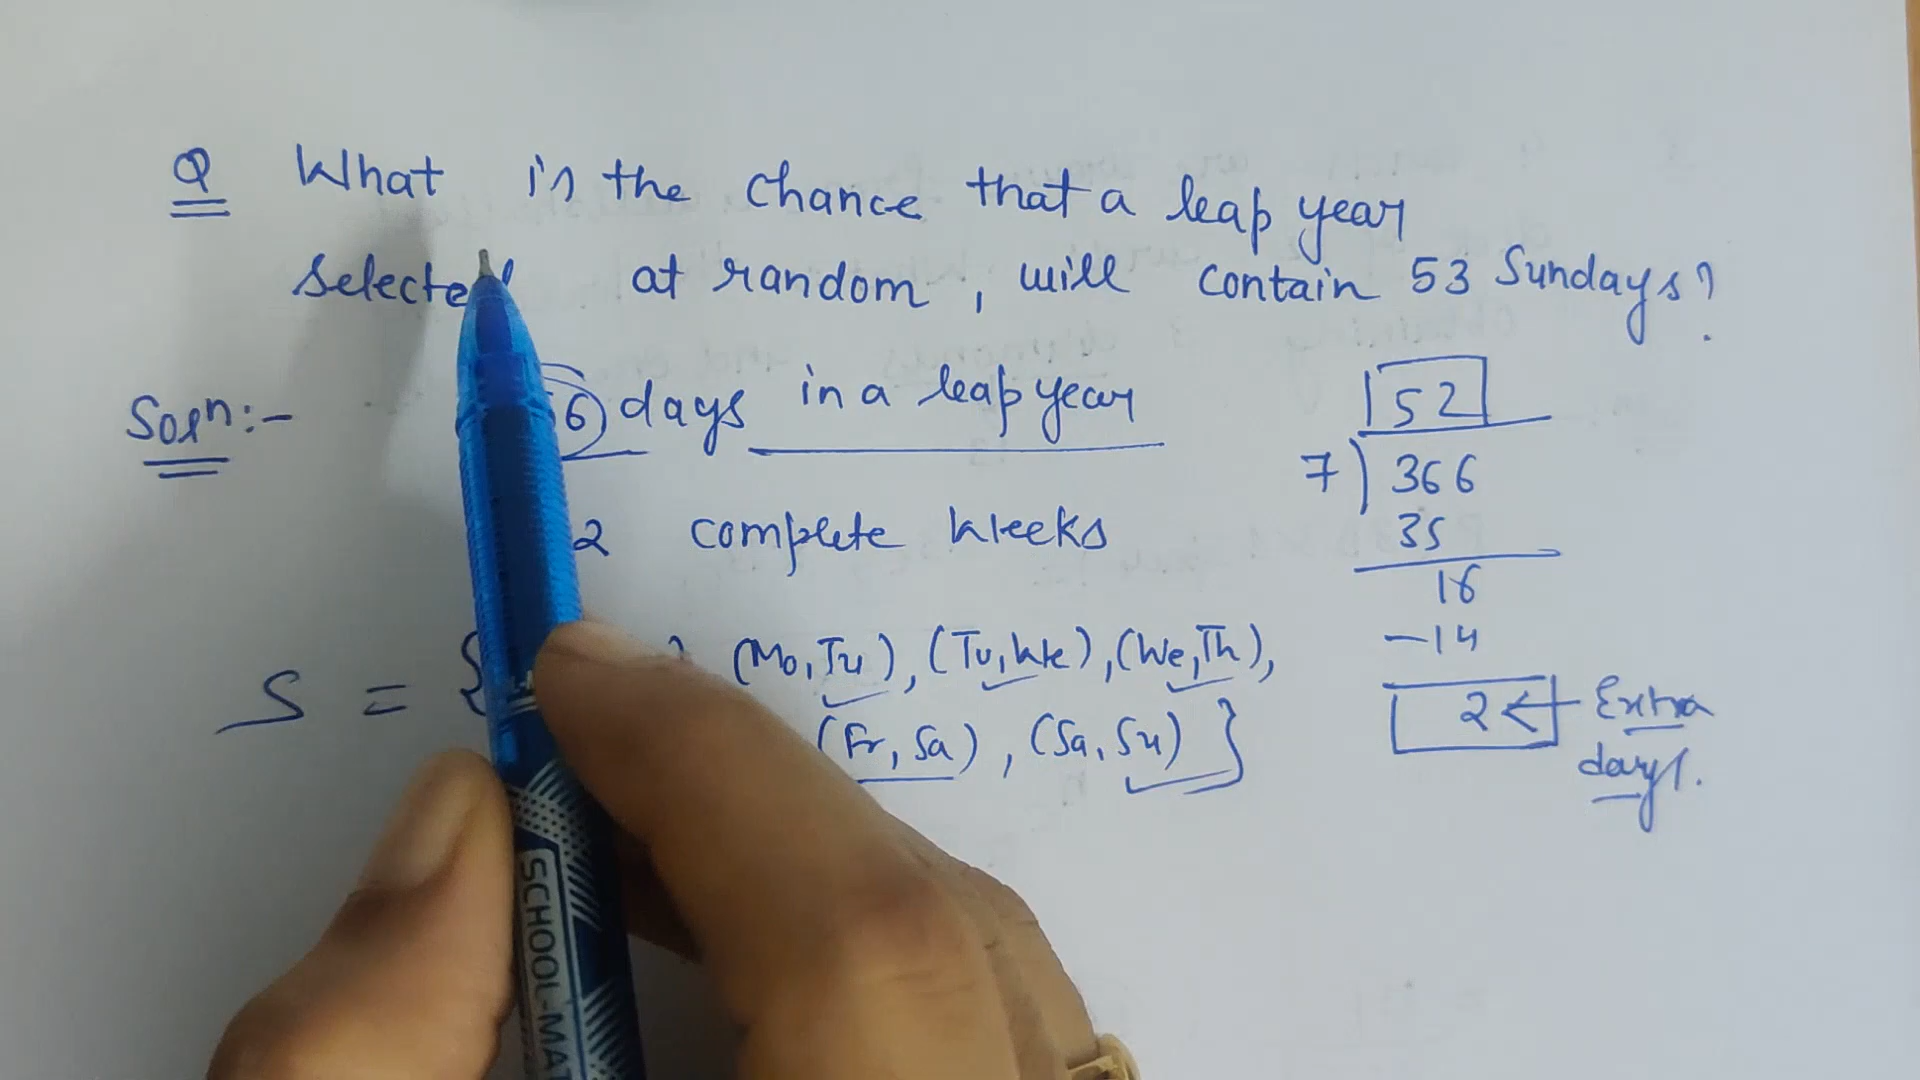 Q What is the chance that a leap year
selected at random, will contain 53 Sundays?
Soln:- 6 days in a leap year
52
7) 366
35
16
-14
2 ← Extra
days.
2 complete weeks
S = { (Mo, Tu), (Tu, We), (We, Th),
(Fr, Sa), (Sa, Su) }
SCHOOL-MAT